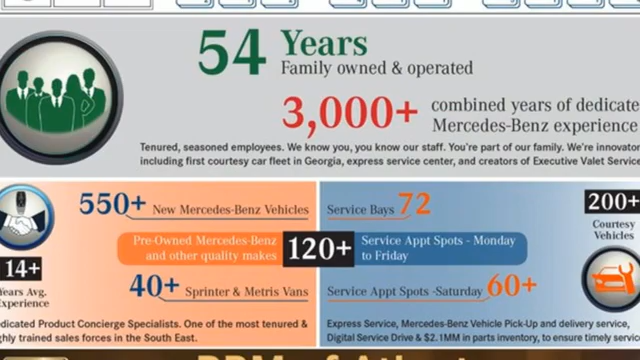 54 Years
Family owned & operated
3,000+ combined years of dedicate
Mercedes-Benz experience
Tenured, seasoned employees. We know you, you know our staff. You're part of our family. We're innovator
including first courtesy car fleet in Georgia, express service center, and creators of Executive Valet Service
550+ New Mercedes-Benz Vehicles
Pre-Owned Mercedes-Benz
and other quality makes
120+
40+ Sprinter & Metris Vans
14+
Years Avg.
Experience
edicated Product Concierge Specialists. One of the most tenured &
ghly trained sales forces in the South East.
Service Bays 72
Service Appt Spots - Monday
to Friday
Service Appt Spots -Saturday 60+
200+
Courtesy
Vehicles
Express Service, Mercedes-Benz Vehicle Pick-Up and delivery service,
Digital Service Drive & $2.1MM in parts inventory, to ensure timely servic